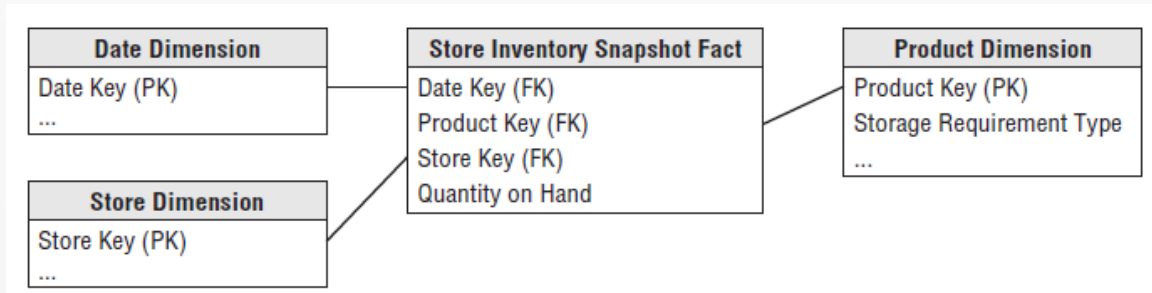 Date Dimension
Date Key (PK)
...
Store Dimension
Store Key (PK)
...
Store Inventory Snapshot Fact
Date Key (FK)
Product Key (FK)
Store Key (FK)
Quantity on Hand
Product Dimension
Product Key (PK)
Storage Requirement Type
...